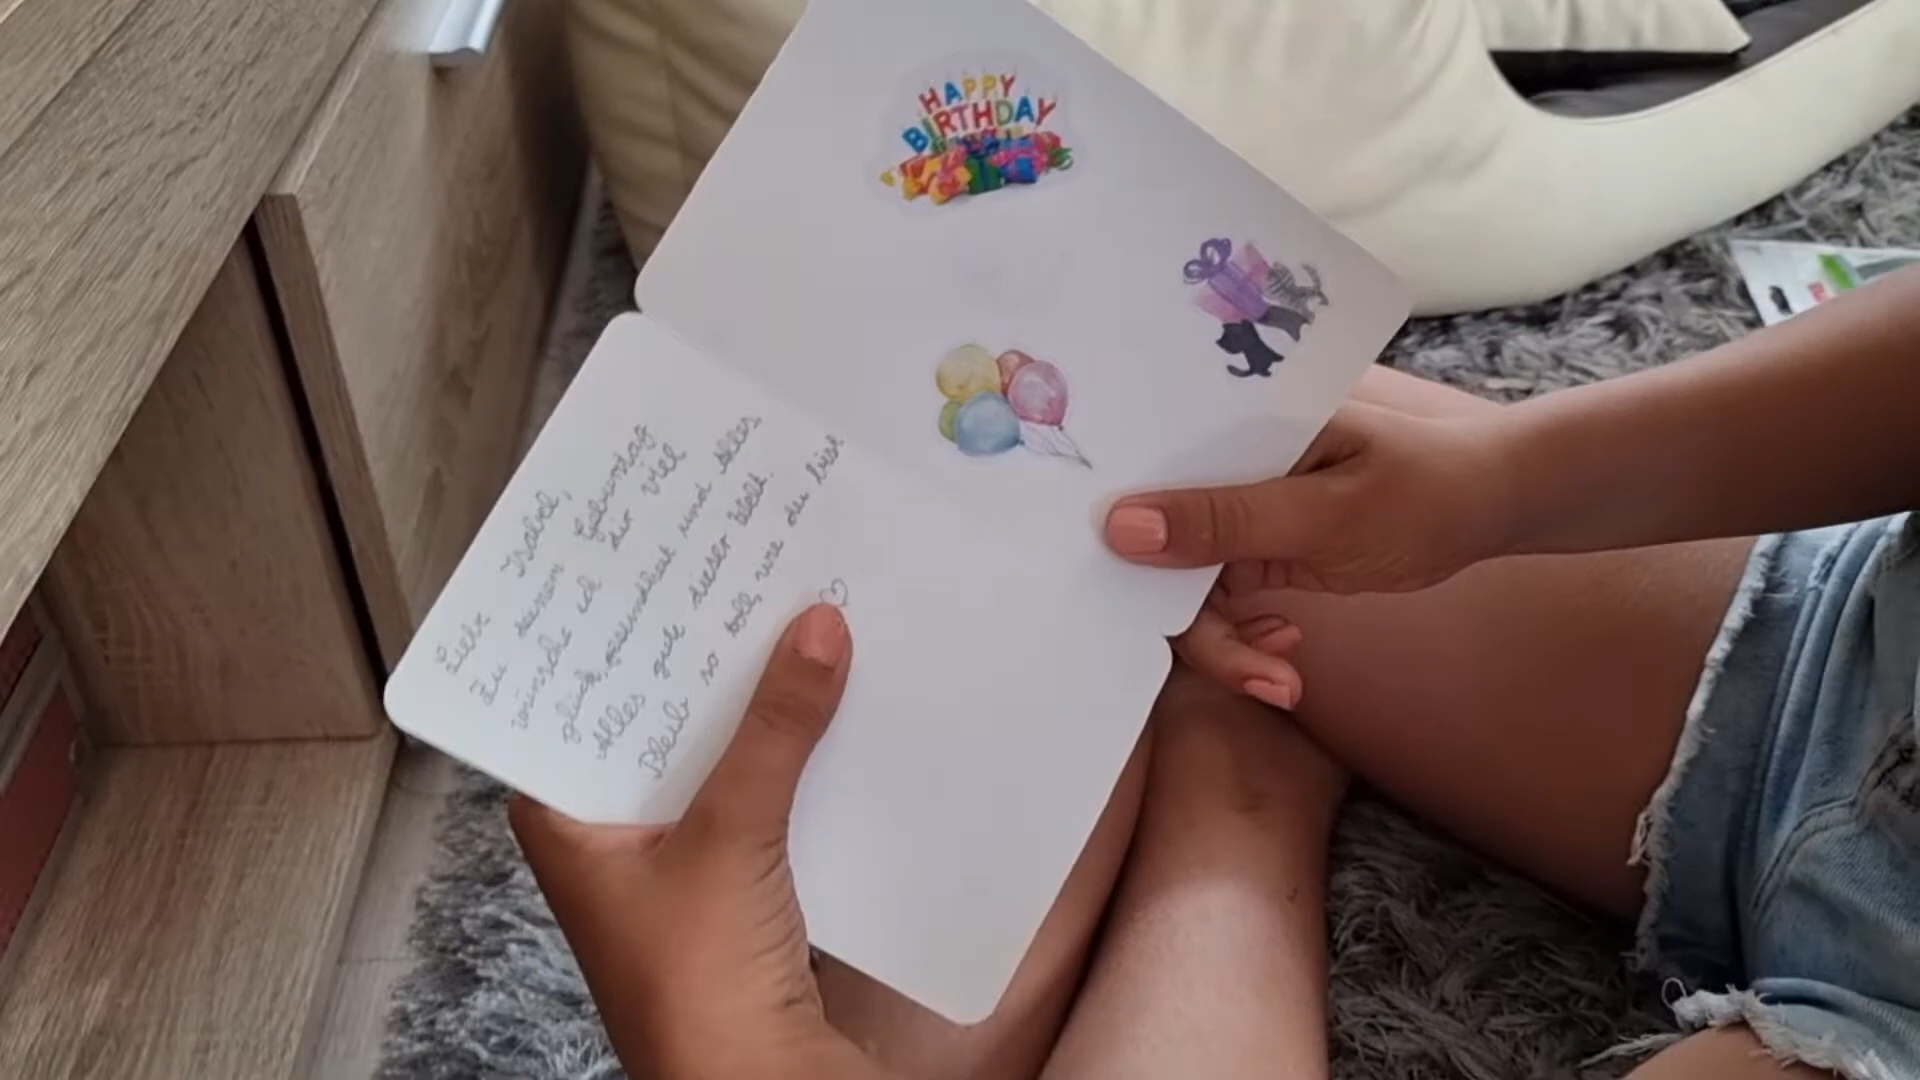 HAPPY
BIRTHDAY
Liebe Isabel,
Zu deinem Geburtstag
wünsche ich dir viel
glück, gesundheit und Alles
Alles gute dieser Welt.
Bleib so toll, wie du bist!